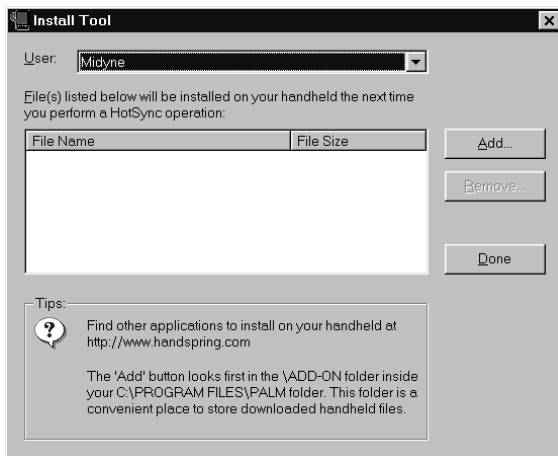 Install Tool
User: Midyne
File(s) listed below will be installed on your handheld the next time
you perform a HotSync operation:
File Name File Size
Add...
Remove...
Done
Tips:
Find other applications to install on your handheld at
http://www.handspring.com
The 'Add' button looks first in the \ADD-ON folder inside
your C:\PROGRAM FILES\PALM folder. This folder is a
convenient place to store downloaded handheld files.